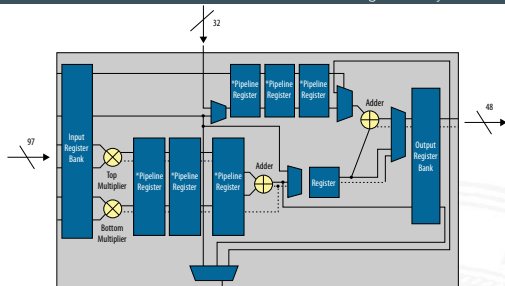 32
*Pipeline
Register
*Pipeline
Register
*Pipeline
Register
Adder
48
97
Input
Register
Bank
Top
Multiplier
*Pipeline
Register
*Pipeline
Register
*Pipeline
Register
Adder
Register
Output
Register
Bank
Bottom
Multiplier